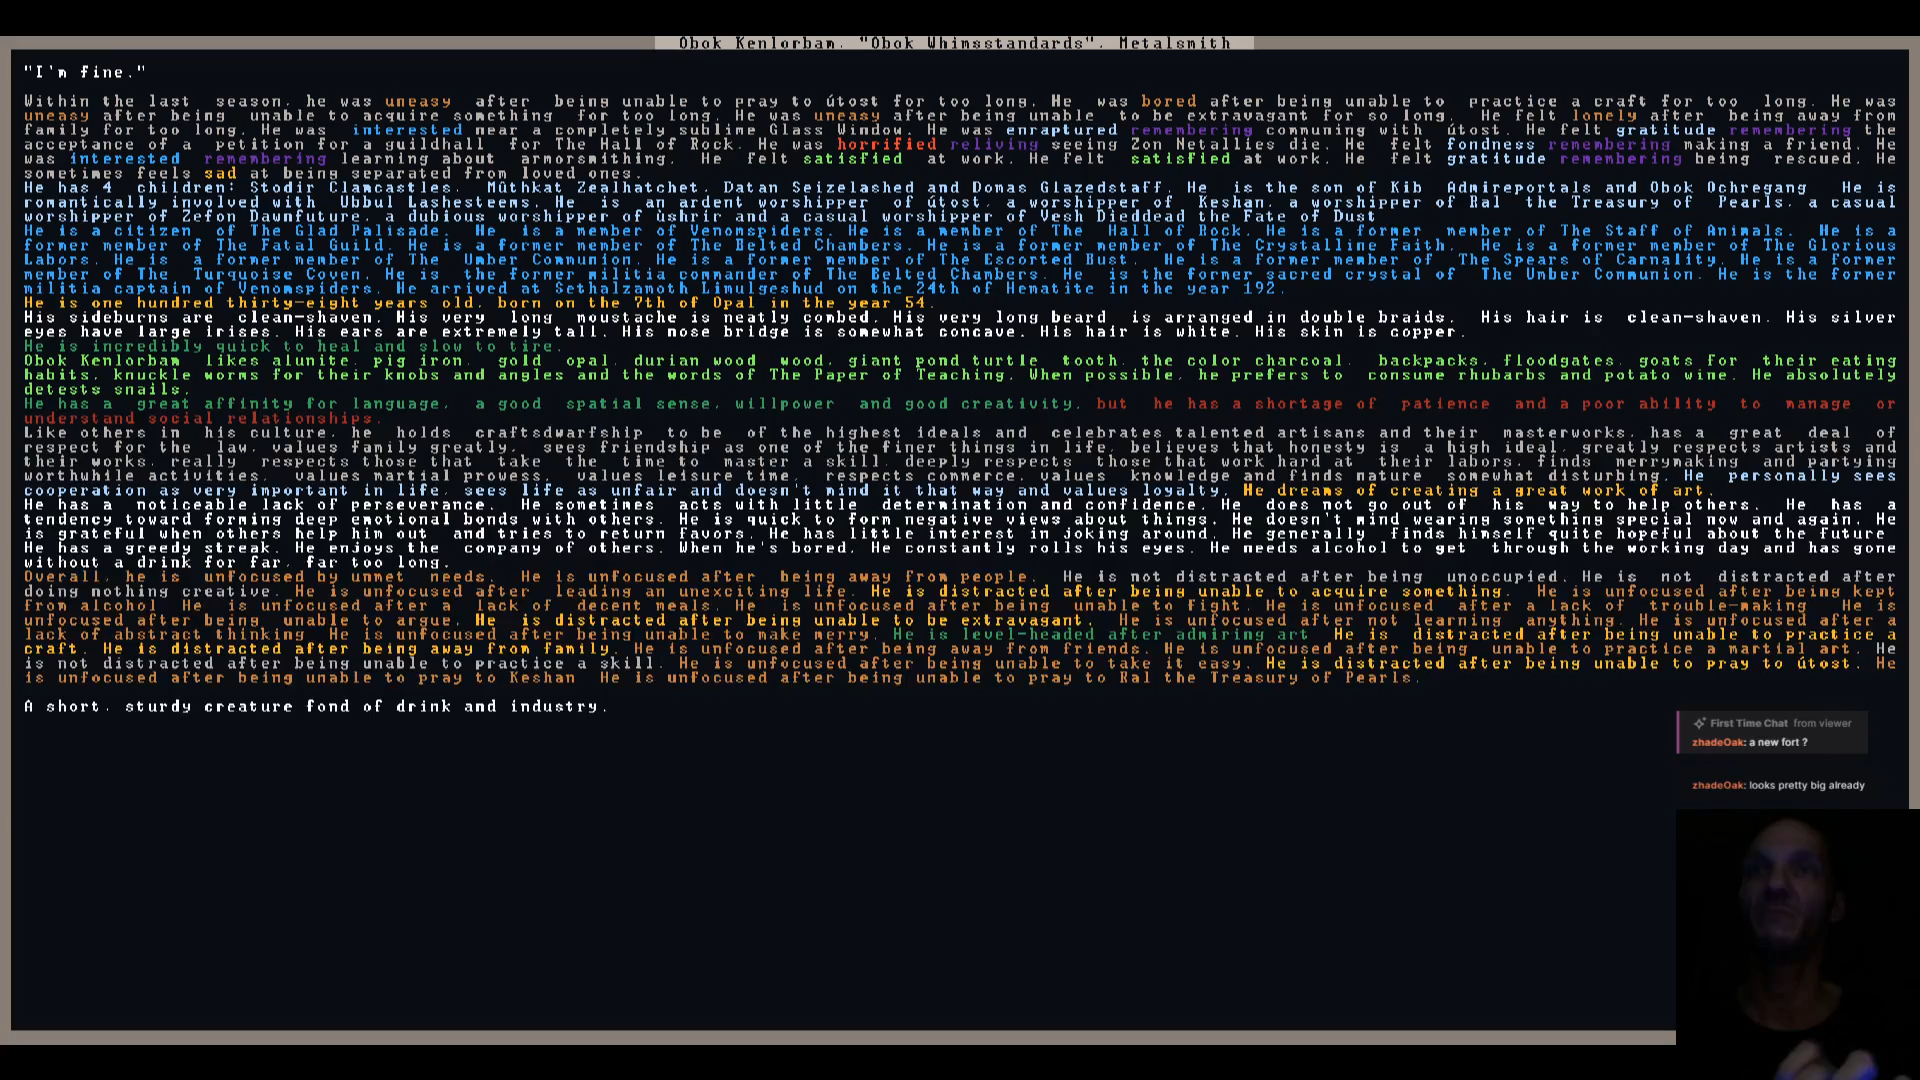 Obok Kenlorbam, "Obok Whimsstandards", Metalsmith
"I'm fine."
Within the last season, he was uneasy after being unable to pray to útost for too long. He was bored after being unable to practice a craft for too long. He was
uneasy after being unable to acquire something for too long. He was uneasy after being unable to be extravagant for so long. He felt lonely after being away from
family for too long. He was interested near a completely sublime Glass Window. He was enraptured remembering communing with útost. He felt gratitude remembering the
acceptance of a petition for a guildhall for The Hall of Rock. He was horrified reliving seeing Zon Netallies die. He felt fondness remembering making a friend. He
was interested remembering learning about armorsmithing. He felt satisfied at work. He felt satisfied at work. He felt gratitude remembering being rescued. He
sometimes feels sad at being separated from loved ones.
He has 4 children: Stodir Clamcastles, Mûthkat Zealhatchet, Datan Seizelashed and Domas Glazedstaff. He is the son of Kib Admireportals and Obok Ochregang. He is
romantically involved with Ubbul Lashesteems. He is an ardent worshipper of útost, a worshipper of Keshan, a worshipper of Ral the Treasury of Pearls, a casual
worshipper of Zefon Dawnfuture, a dubious worshipper of ùshrir and a casual worshipper of Vesh Dieddead the Fate of Dust.
He is a citizen of The Glad Palisade. He is a member of Venomspiders. He is a member of The Hall of Rock. He is a former member of The Staff of Animals. He is a
former member of The Fatal Guild. He is a former member of The Belted Chambers. He is a former member of The Crystalline Faith. He is a former member of The Glorious
Labors. He is a former member of The Umber Communion. He is a former member of The Escorted Bust. He is a former member of The Spears of Carnality. He is a former
member of The Turquoise Coven. He is the former militia commander of The Belted Chambers. He is the former sacred crystal of The Umber Communion. He is the former
militia captain of Venomspiders. He arrived at Sethalzamoth Limulgeshud on the 24th of Hematite in the year 192.
He is one hundred thirty-eight years old, born on the 7th of Opal in the year 54.
His sideburns are clean-shaven. His very long moustache is neatly combed. His very long beard is arranged in double braids. His hair is clean-shaven. His silver
eyes have large irises. His ears are extremely tall. His nose bridge is somewhat concave. His hair is white. His skin is copper.
He is incredibly quick to heal and slow to tire.
Obok Kenlorbam likes alunite, pig iron, gold opal, durian wood wood, giant pond turtle tooth, the color charcoal, backpacks, floodgates, goats for their eating
habits, knuckle worms for their knobs and angles and the words of The Paper of Teaching. When possible, he prefers to consume rhubarbs and potato wine. He absolutely
detests snails.
He has a great affinity for language, a good spatial sense, willpower and good creativity, but he has a shortage of patience and a poor ability to manage or
understand social relationships.
Like others in his culture, he holds craftsdwarfship to be of the highest ideals and celebrates talented artisans and their masterworks, has a great deal of
respect for the law, values family greatly, sees friendship as one of the finer things in life, believes that honesty is a high ideal, greatly respects artists and
their works, really respects those that take the time to master a skill, deeply respects those that work hard at their labors, finds merrymaking and partying
worthwhile activities, values martial prowess, values leisure time, respects commerce, values knowledge and finds nature somewhat disturbing. He personally sees
cooperation as very important in life, sees life as unfair and doesn't mind it that way and values loyalty. He dreams of creating a great work of art.
He has a noticeable lack of perseverance. He sometimes acts with little determination and confidence. He does not go out of his way to help others. He has a
tendency toward forming deep emotional bonds with others. He is quick to form negative views about things. He doesn't mind wearing something special now and again. He
is grateful when others help him out and tries to return favors. He has little interest in joking around. He generally finds himself quite hopeful about the future.
He has a greedy streak. He enjoys the company of others. When he's bored, He constantly rolls his eyes. He needs alcohol to get through the working day and has gone
without a drink for far, far too long.
Overall, he is unfocused by unmet needs. He is unfocused after being away from people. He is not distracted after being unoccupied. He is not distracted after
doing nothing creative. He is unfocused after leading an unexciting life. He is distracted after being unable to acquire something. He is unfocused after being kept
from alcohol. He is unfocused after a lack of decent meals. He is unfocused after being unable to fight. He is unfocused after a lack of trouble-making. He is
unfocused after being unable to argue. He is distracted after being unable to be extravagant. He is unfocused after not learning anything. He is unfocused after a
lack of abstract thinking. He is unfocused after being unable to make merry. He is level-headed after admiring art. He is distracted after being unable to practice a
craft. He is distracted after being away from family. He is unfocused after being away from friends. He is unfocused after being unable to practice a martial art. He
is not distracted after being unable to practice a skill. He is unfocused after being unable to take it easy. He is distracted after being unable to pray to útost. He
is unfocused after being unable to pray to Keshan. He is unfocused after being unable to pray to Ral the Treasury of Pearls.
A short, sturdy creature fond of drink and industry.
First Time Chat from viewer
zhadeOak: a new fort ?
zhadeOak: looks pretty big already